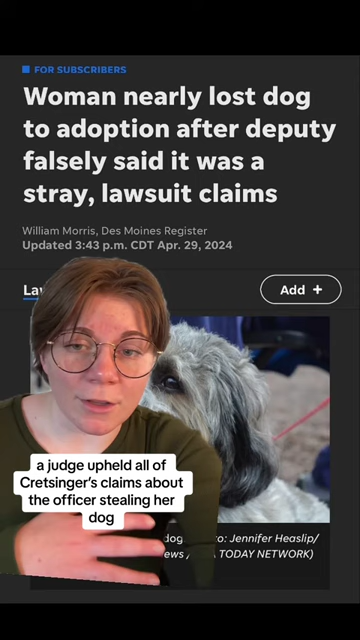 FOR SUBSCRIBERS
Woman nearly lost dog
to adoption after deputy
falsely said it was a
stray, lawsuit claims
William Morris, Des Moines Register
Updated 3:43 p.m. CDT Apr. 29, 2024
Add +
a judge upheld all of
Cretsinger's claims about
the officer stealing her
dog
dog
Jennifer Heaslip/
TODAY NETWORK)